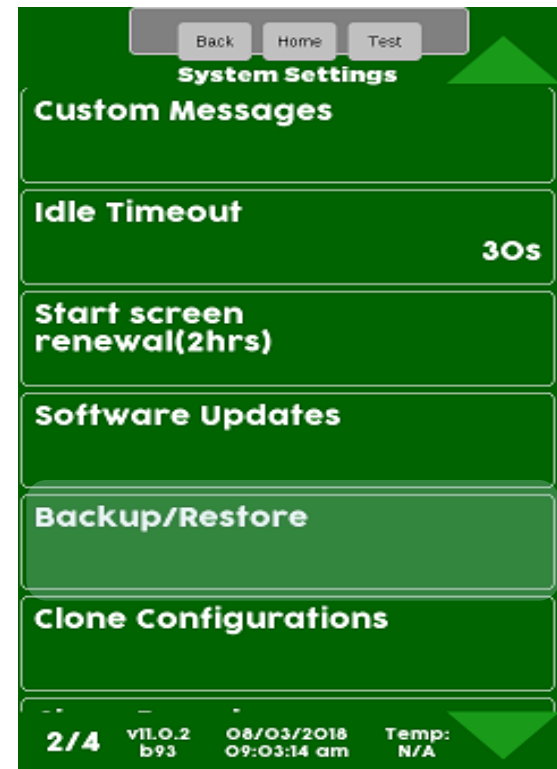 Back Home Test
System Settings
Custom Messages
Idle Timeout
30s
Start screen
renewal(2hrs)
Software Updates
Backup/Restore
Clone Configurations
2/4 v11.0.2 08/03/2018 Temp:
b93 09:03:14 am N/A